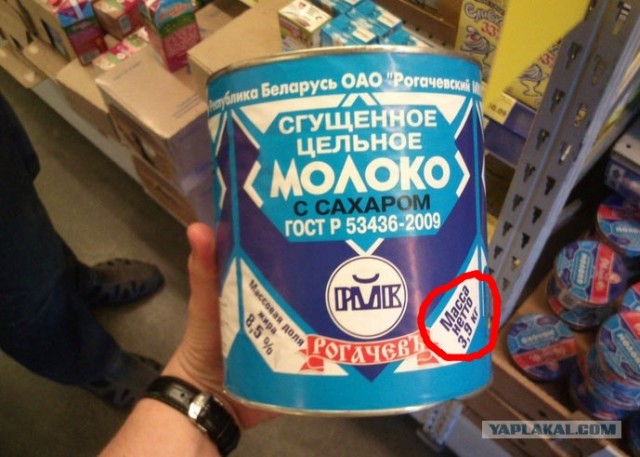 Республика Беларусь ОАО "Рогачевский М
СГУЩЕННОЕ
ЦЕЛЬНОЕ
МОЛОКО
С САХАРОМ
ГОСТ Р 53436-2009
РМК
Массовая доля
жира
8,5 %
РОГАЧЕВЪ
Масса
нетто
3,9 кг
YAPLAKAL.COM